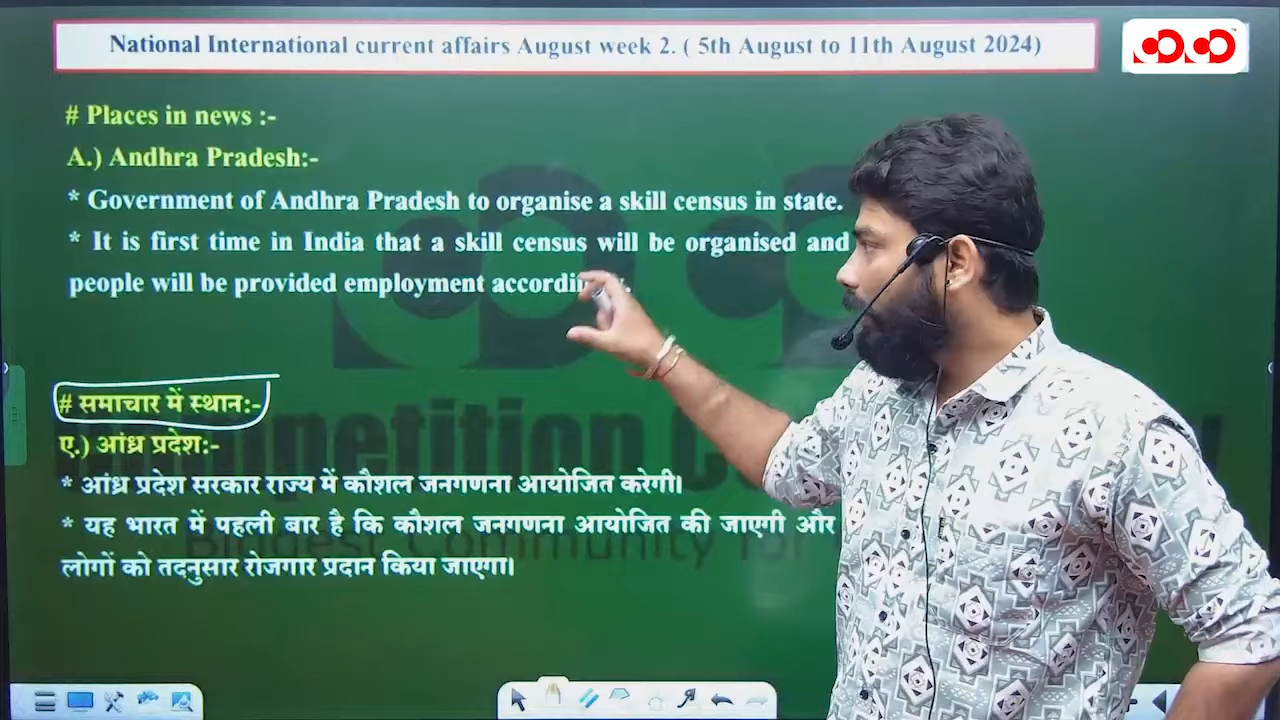 National International current affairs August week 2. ( 5th August to 11th August 2024)
# Places in news :-
A.) Andhra Pradesh:-
* Government of Andhra Pradesh to organise a skill census in state.
* It is first time in India that a skill census will be organised and
people will be provided employment
# समाचार में स्थान:-
ए.) आंध्र प्रदेश:-
* आंध्र प्रदेश सरकार राज्य में कौशल जनगणना आयोजित करेगी।
* यह भारत में पहली बार है कि कौशल जनगणना आयोजित की जाएगी और
लोगों को तदनुसार रोजगार प्रदान किया जाएगा।